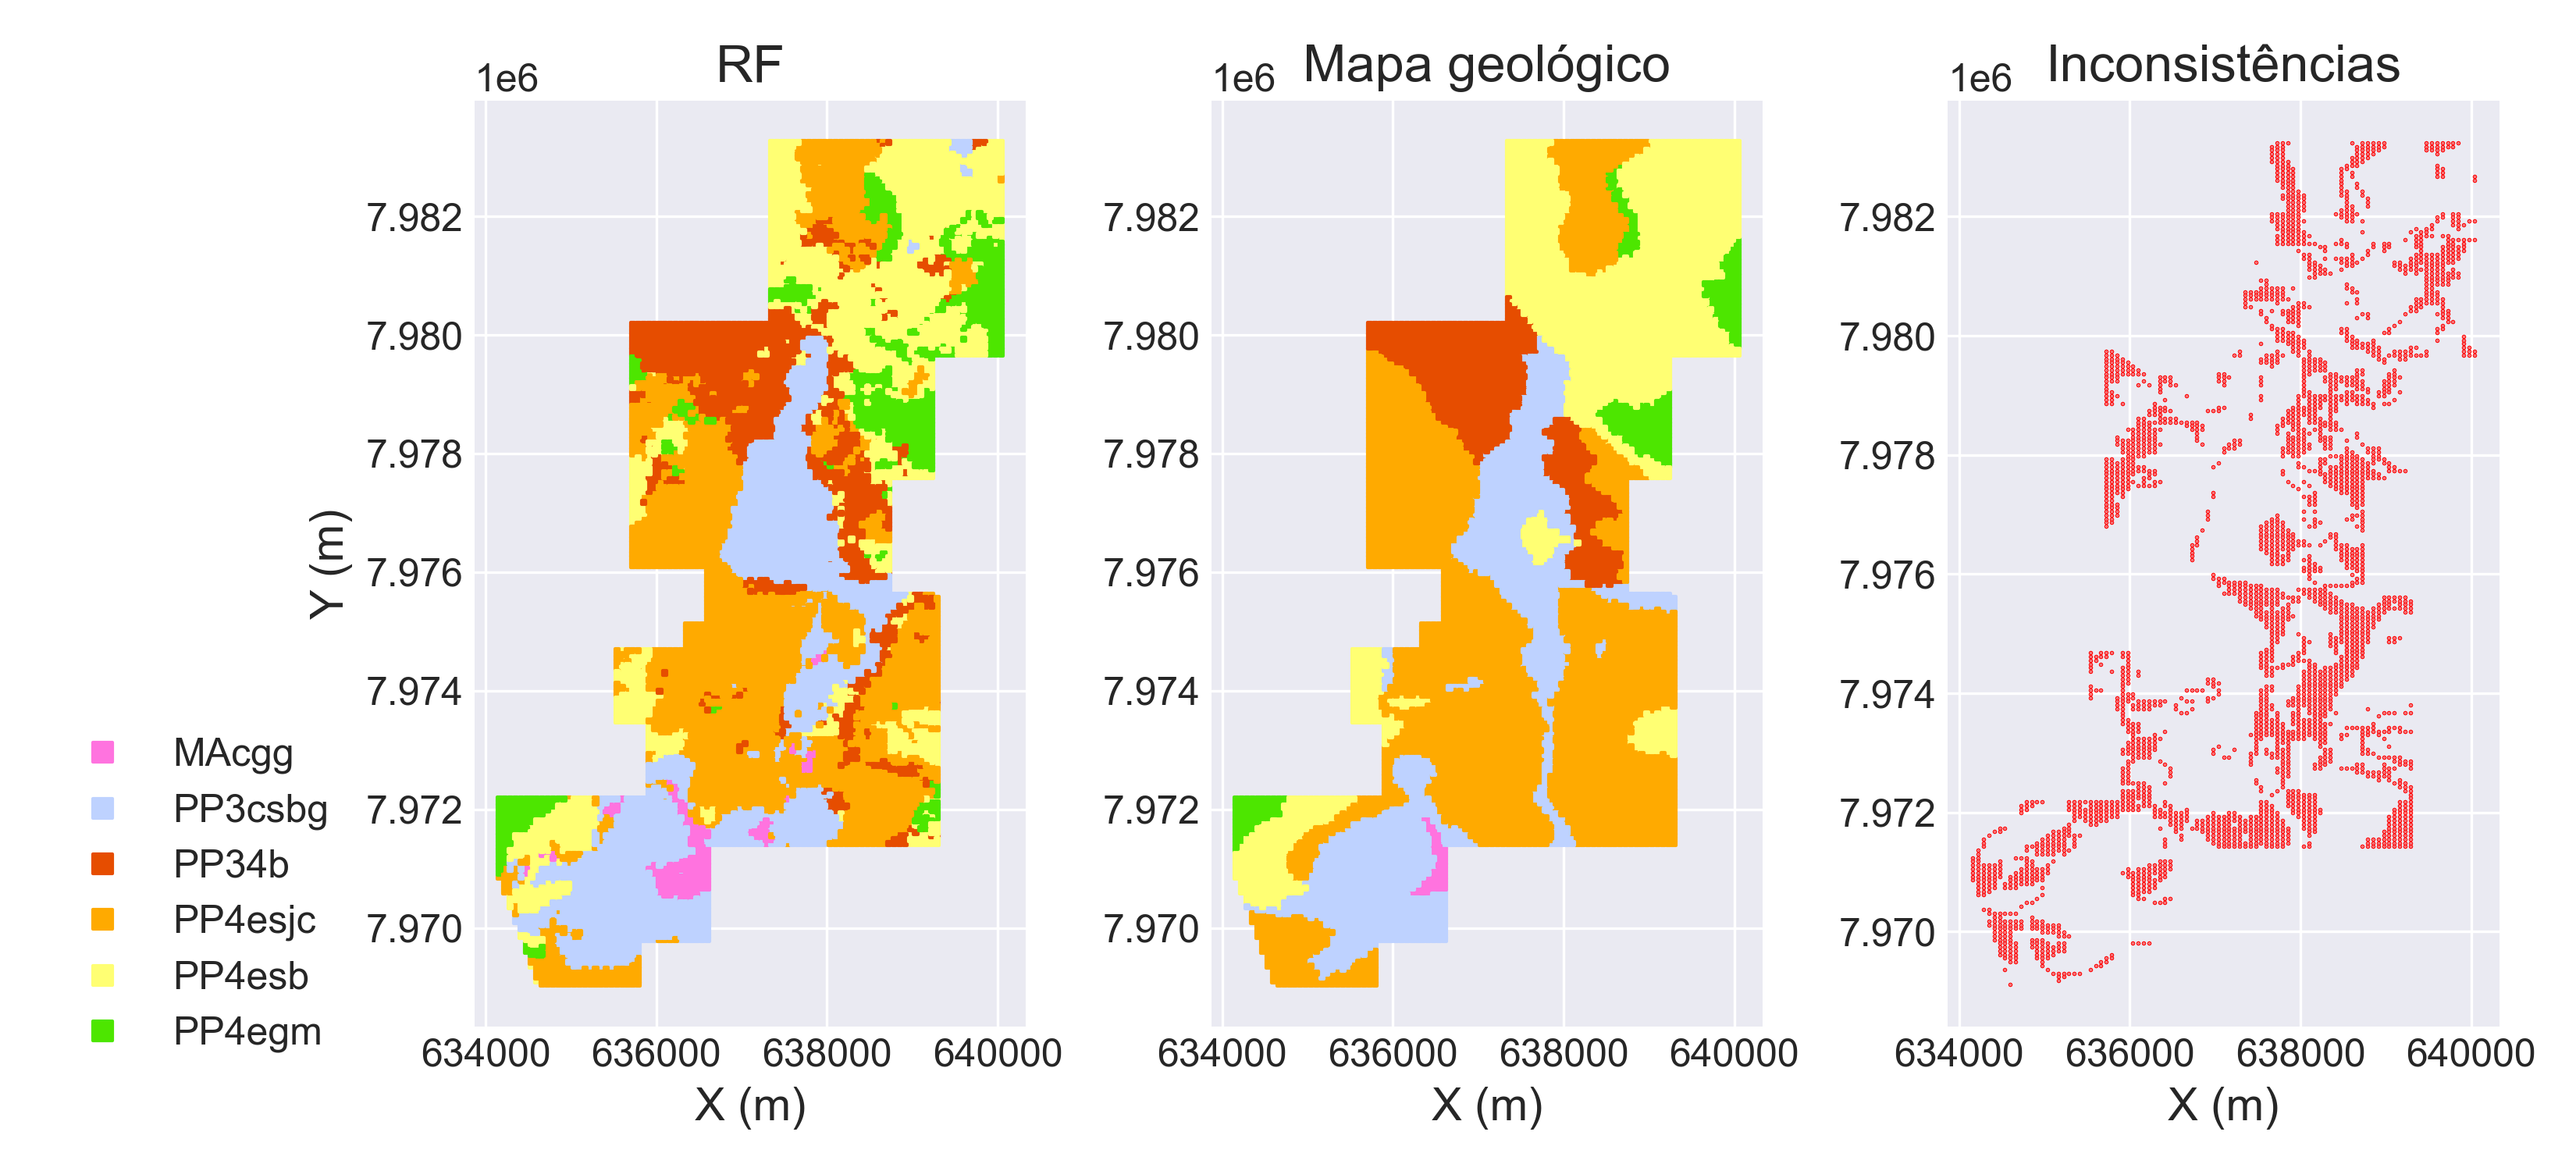 RF
1e6
7.982
7.980
7.978
7.976
7.974
7.972
7.970
Y (m)
634000 636000 638000 640000
X (m)
Mapa geológico
1e6
7.982
7.980
7.978
7.976
7.974
7.972
7.970
634000 636000 638000 640000
X (m)
Inconsistências
1e6
7.982
7.980
7.978
7.976
7.974
7.972
7.970
634000 636000 638000 640000
X (m)
MAcgg
PP3csbg
PP34b
PP4esjc
PP4esb
PP4egm